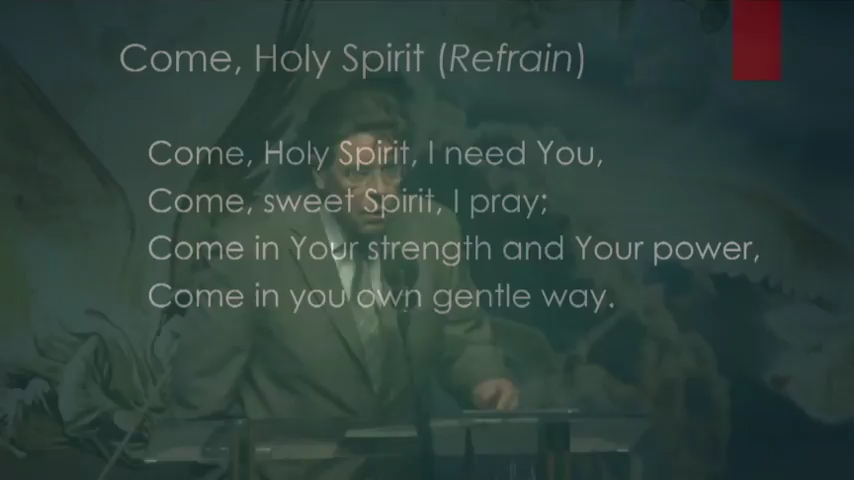 Come, Holy Spirit (Refrain)
Come, Holy Spirit, I need You,
Come, sweet Spirit, I pray;
Come in Your strength and Your power,
Come in you own gentle way.